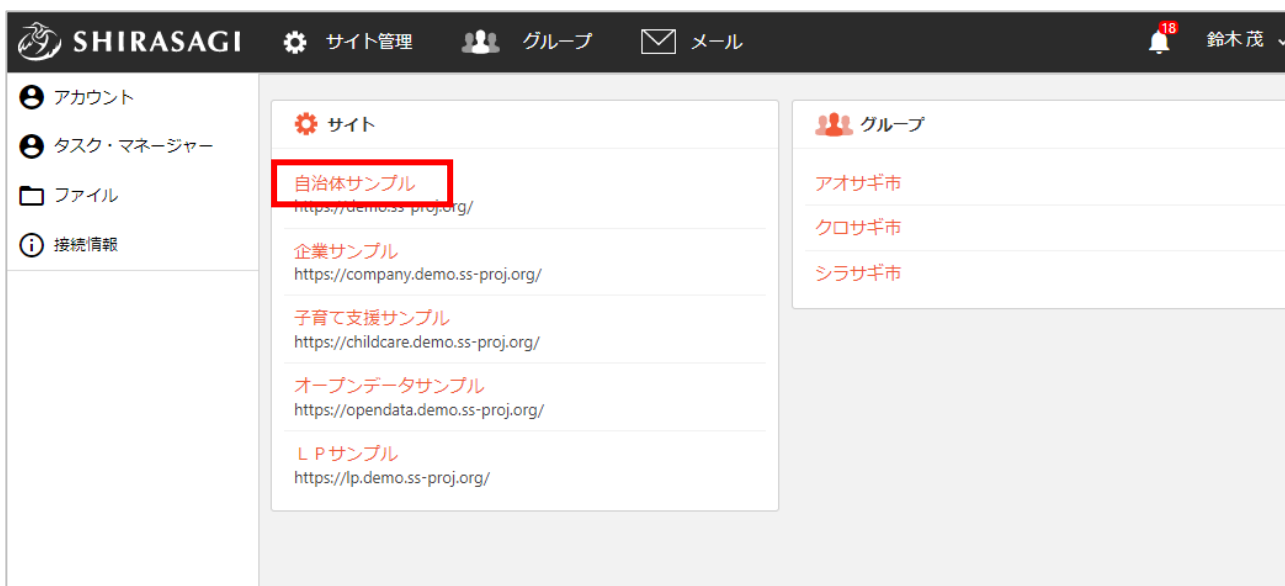 SHIRASAGI サイト管理 グループ メール 18 鈴木 茂
アカウント
タスク・マネージャー
ファイル
接続情報
サイト
自治体サンプル
https://demo.ss-proj.org/
企業サンプル
https://company.demo.ss-proj.org/
子育て支援サンプル
https://childcare.demo.ss-proj.org/
オープンデータサンプル
https://opendata.demo.ss-proj.org/
ＬＰサンプル
https://lp.demo.ss-proj.org/
グループ
アオサギ市
クロサギ市
シラサギ市